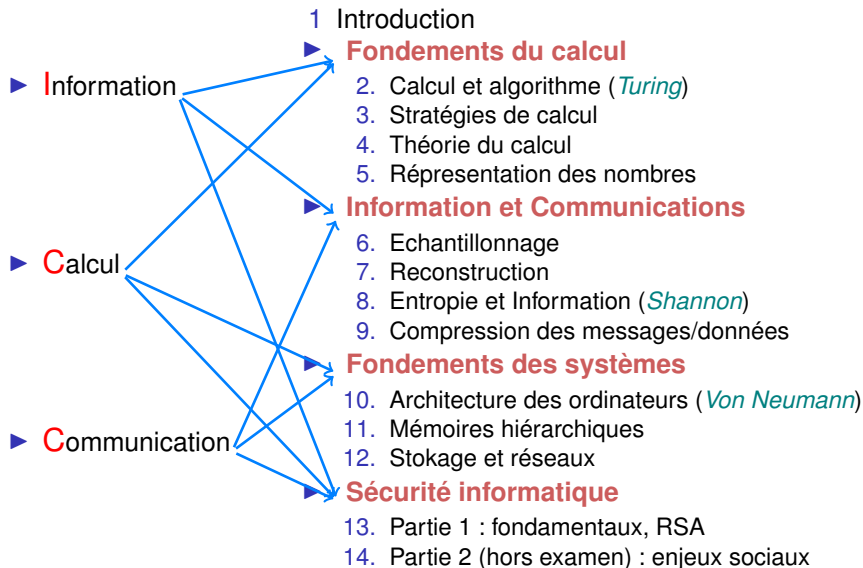 1 Introduction
▶ Fondements du calcul
▶ Information
2. Calcul et algorithme (Turing)
3. Stratégies de calcul
4. Théorie du calcul
5. Répresentation des nombres
▶ Information et Communications
6. Echantillonnage
▶ Calcul
7. Reconstruction
8. Entropie et Information (Shannon)
9. Compression des messages/données
▶ Fondements des systèmes
10. Architecture des ordinateurs (Von Neumann)
11. Mémoires hiérarchiques
▶ Communication
12. Stokage et réseaux
▶ Sécurité informatique
13. Partie 1 : fondamentaux, RSA
14. Partie 2 (hors examen) : enjeux sociaux